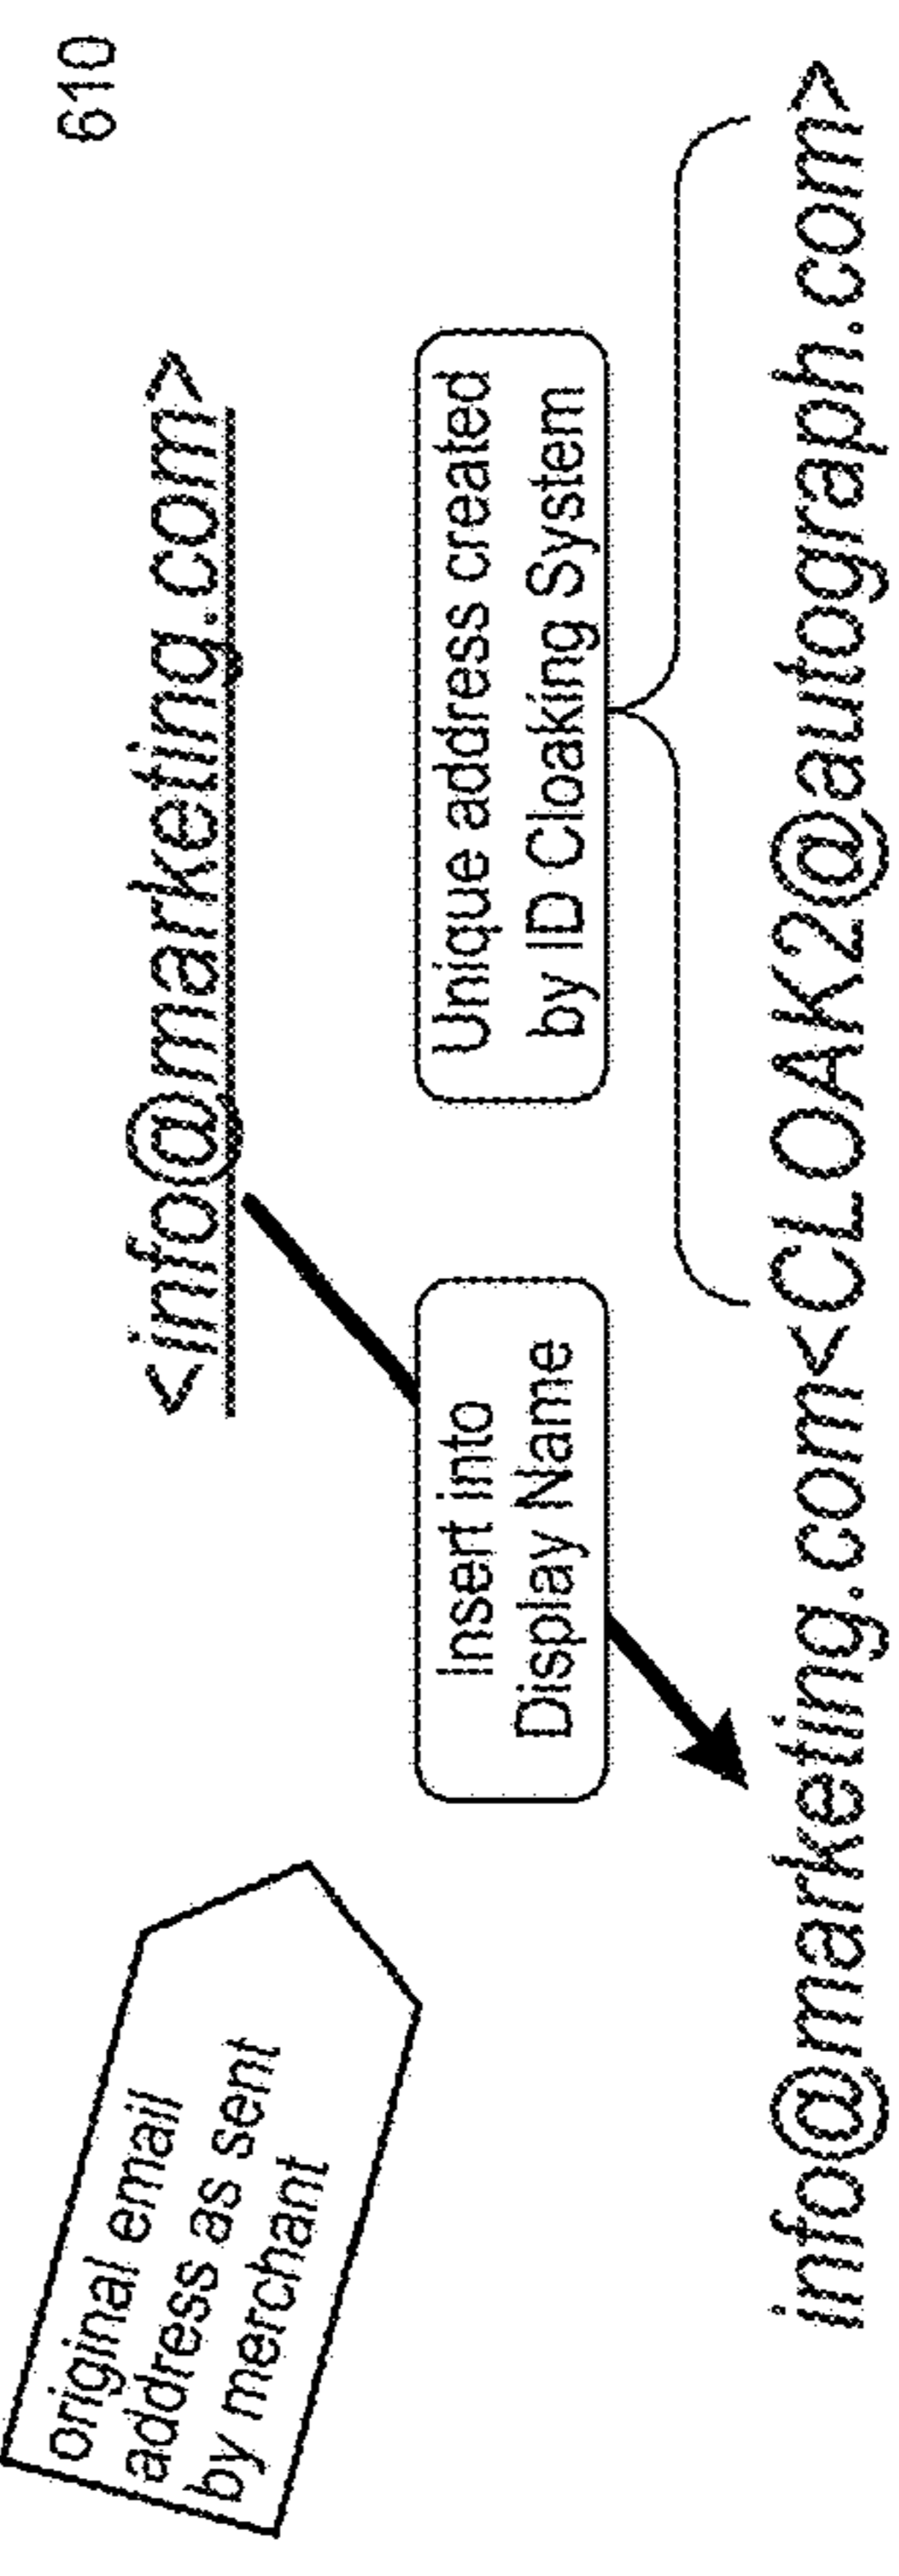 610
<info@marketing.com>
original email
address as sent
by merchant
Insert into
Display Name
Unique address created
by ID Cloaking System
info@marketing.com<CLOAK2@autograph.com>